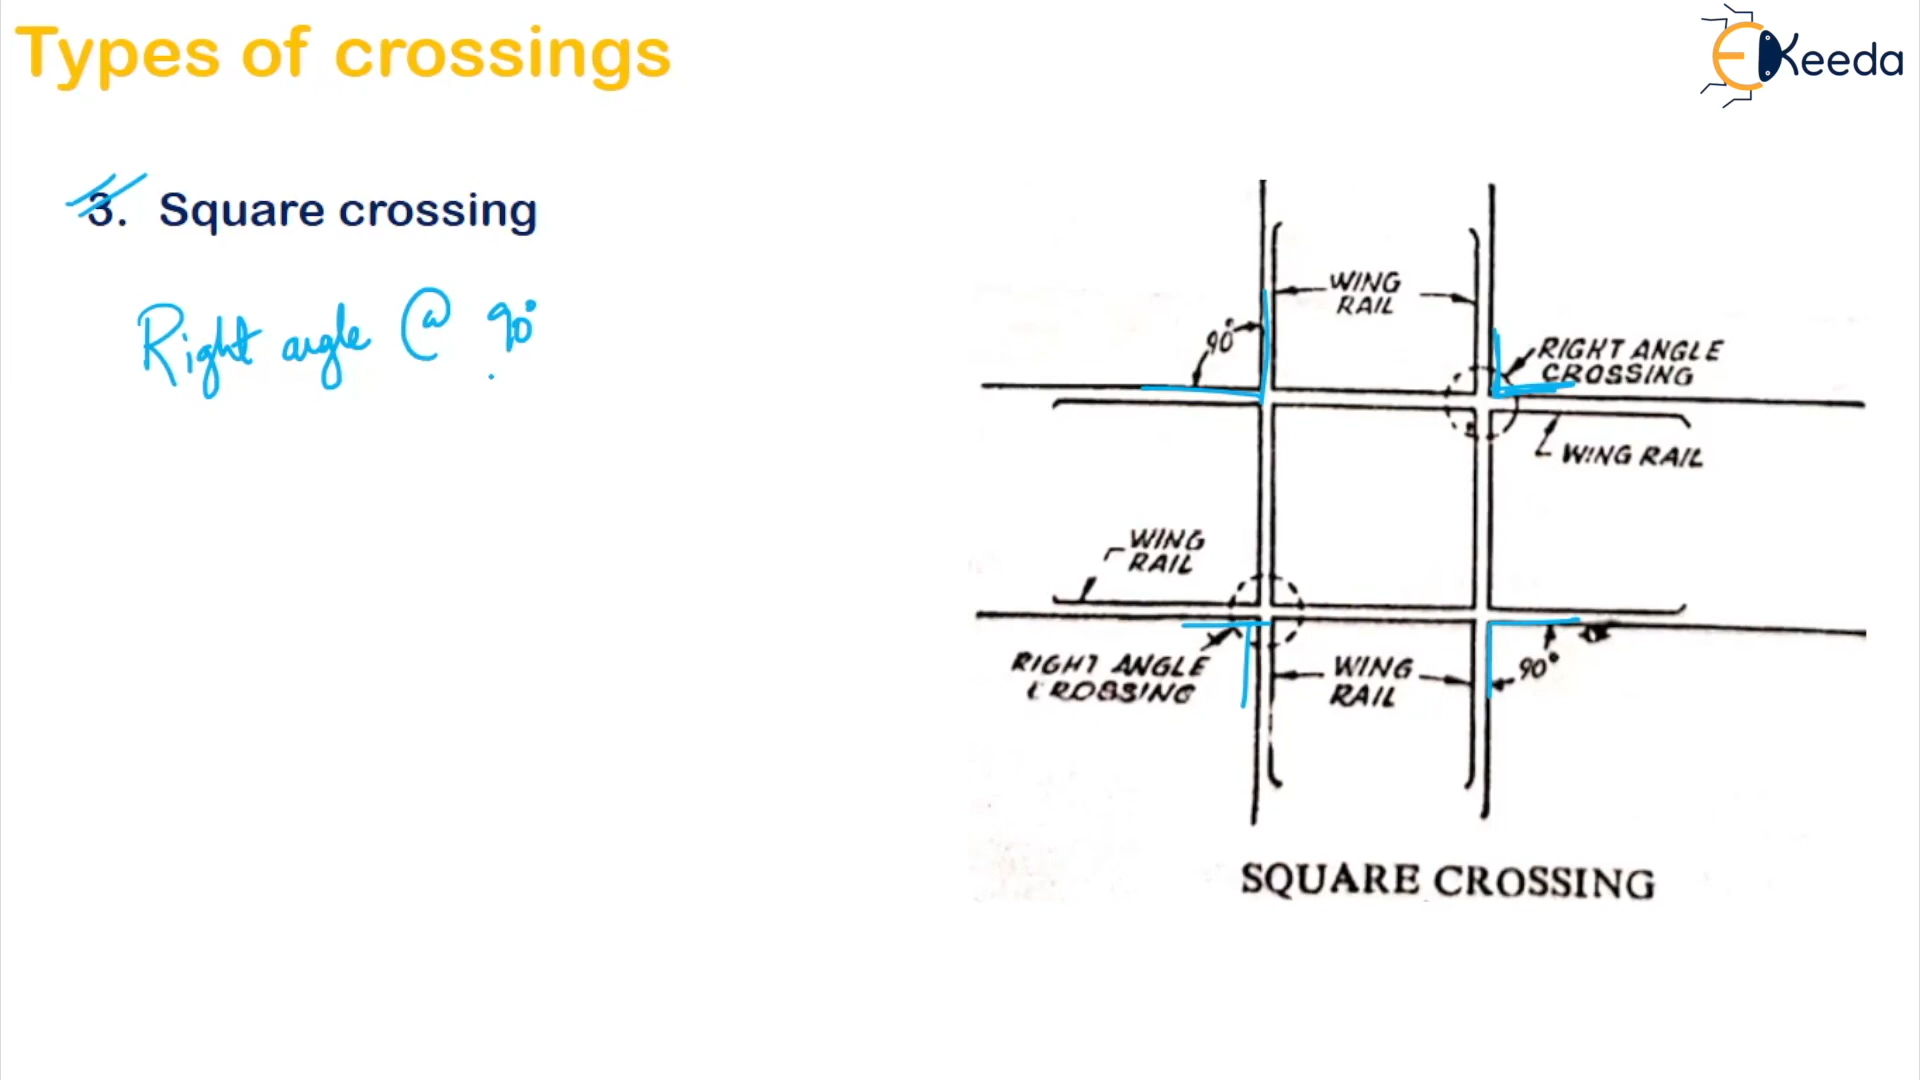 Types of crossings
EKeeda
3. Square crossing
Right angle @ 90°
WING
RAIL
90°
RIGHT ANGLE
CROSSING
WING RAIL
WING
RAIL
RIGHT ANGLE
CROSSING
WING
RAIL
90°
SQUARE CROSSING